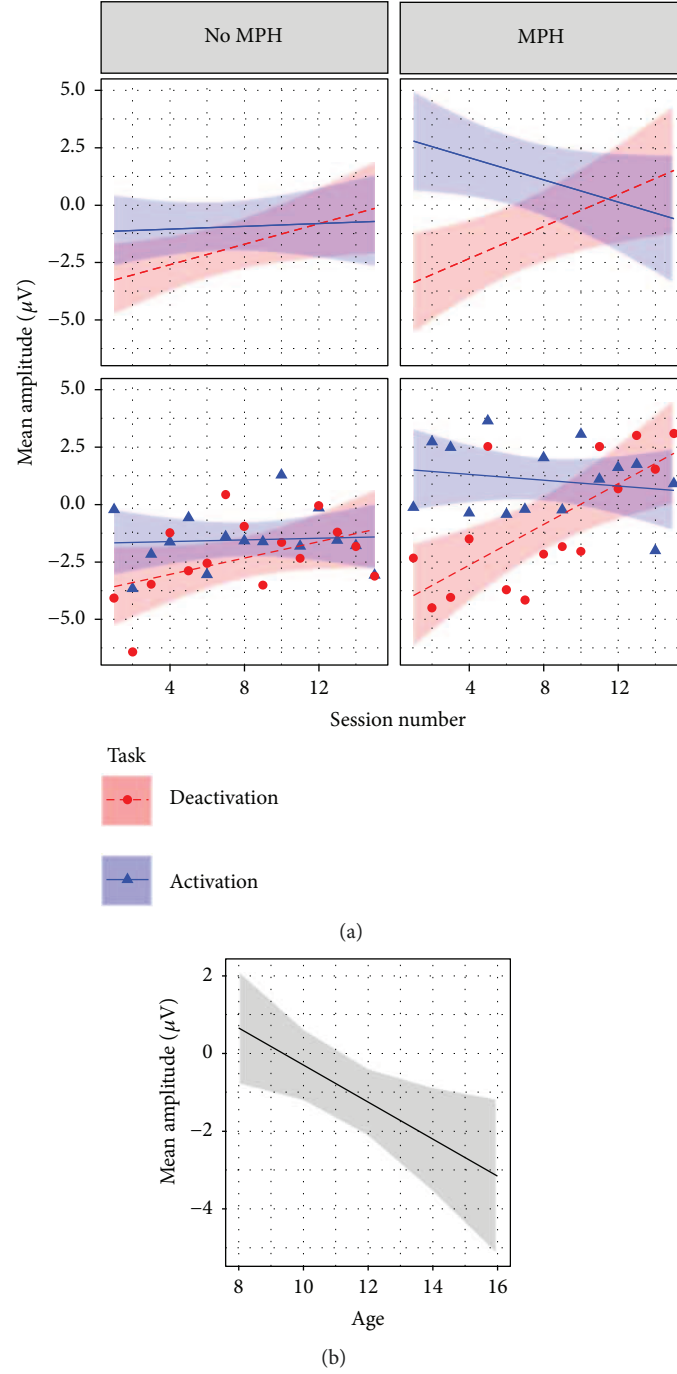 No MPH
MPH
5.0
2.5
0.0
−2.5
−5.0
5.0
2.5
0.0
−2.5
−5.0
Mean amplitude (μV)
4
8
12
4
8
12
Session number
Task
Deactivation
Activation
(a)
2
0
−2
−4
Mean amplitude (μV)
8
10
12
14
16
Age
(b)